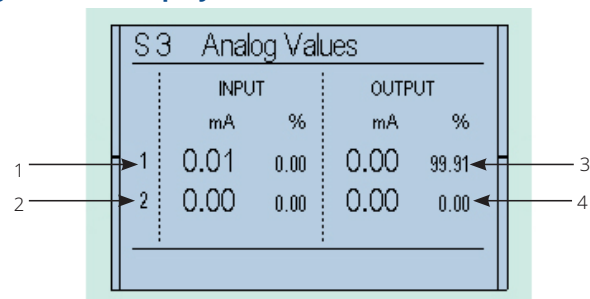 S 3 Analog Values
INPUT OUTPUT
mA % mA %
1 1 0.01 0.00 0.00 99.91 3
2 2 0.00 0.00 0.00 0.00 4